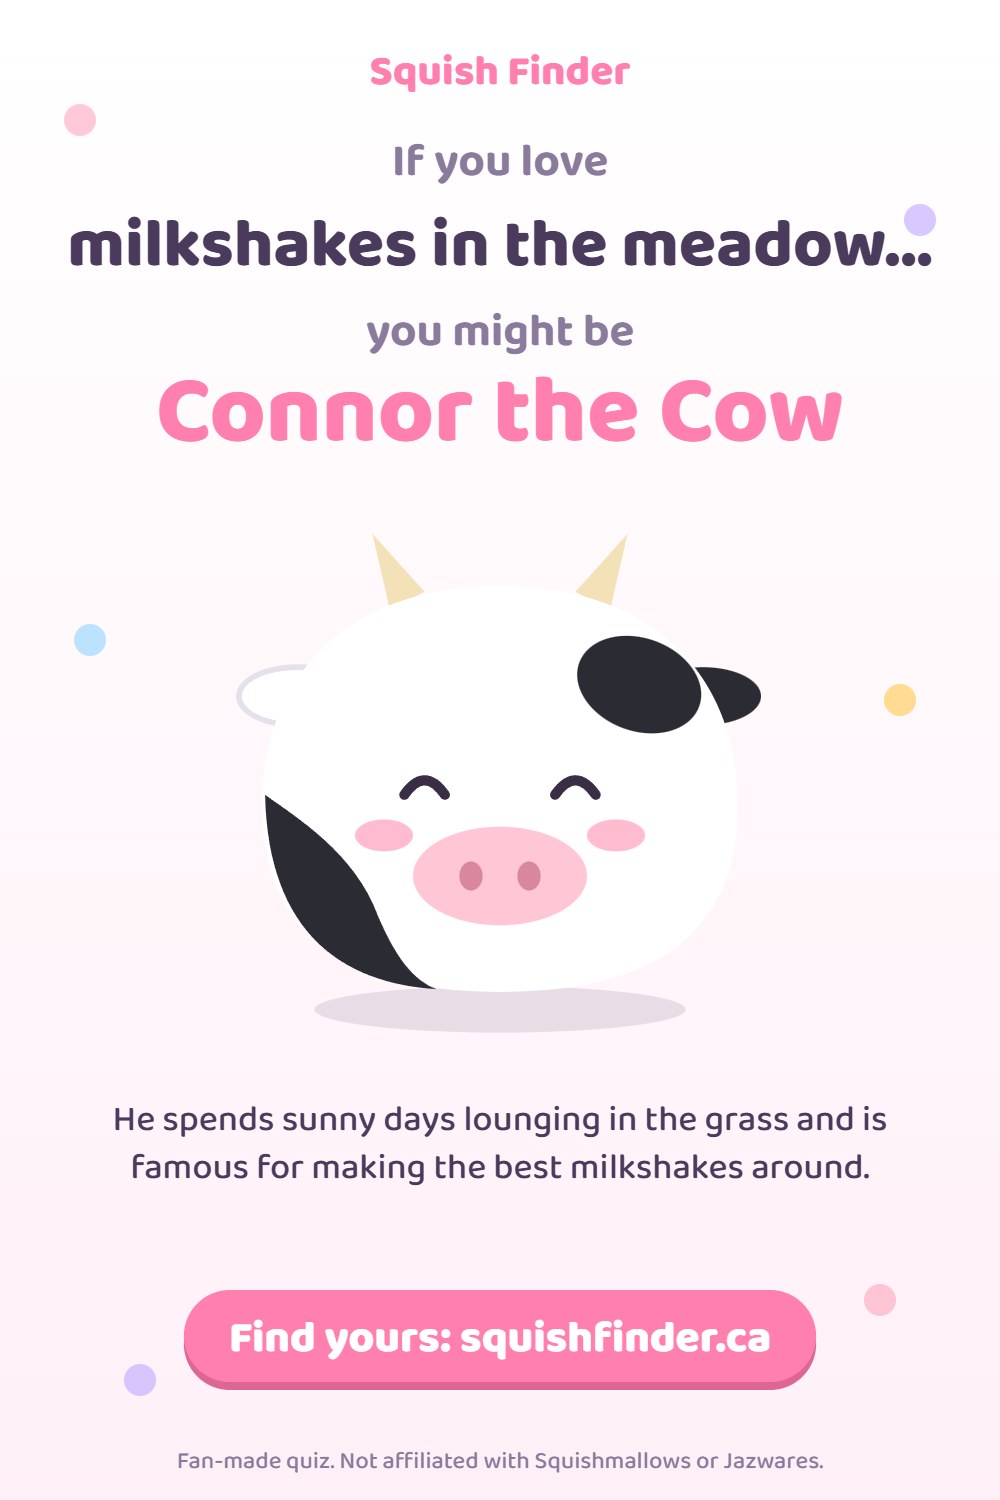 Squish Finder
If you love
milkshakes in the meadow...
you might be
Connor the Cow
He spends sunny days lounging in the grass and is
famous for making the best milkshakes around.
Find yours: squishfinder.ca
Fan-made quiz. Not affiliated with Squishmallows or Jazwares.